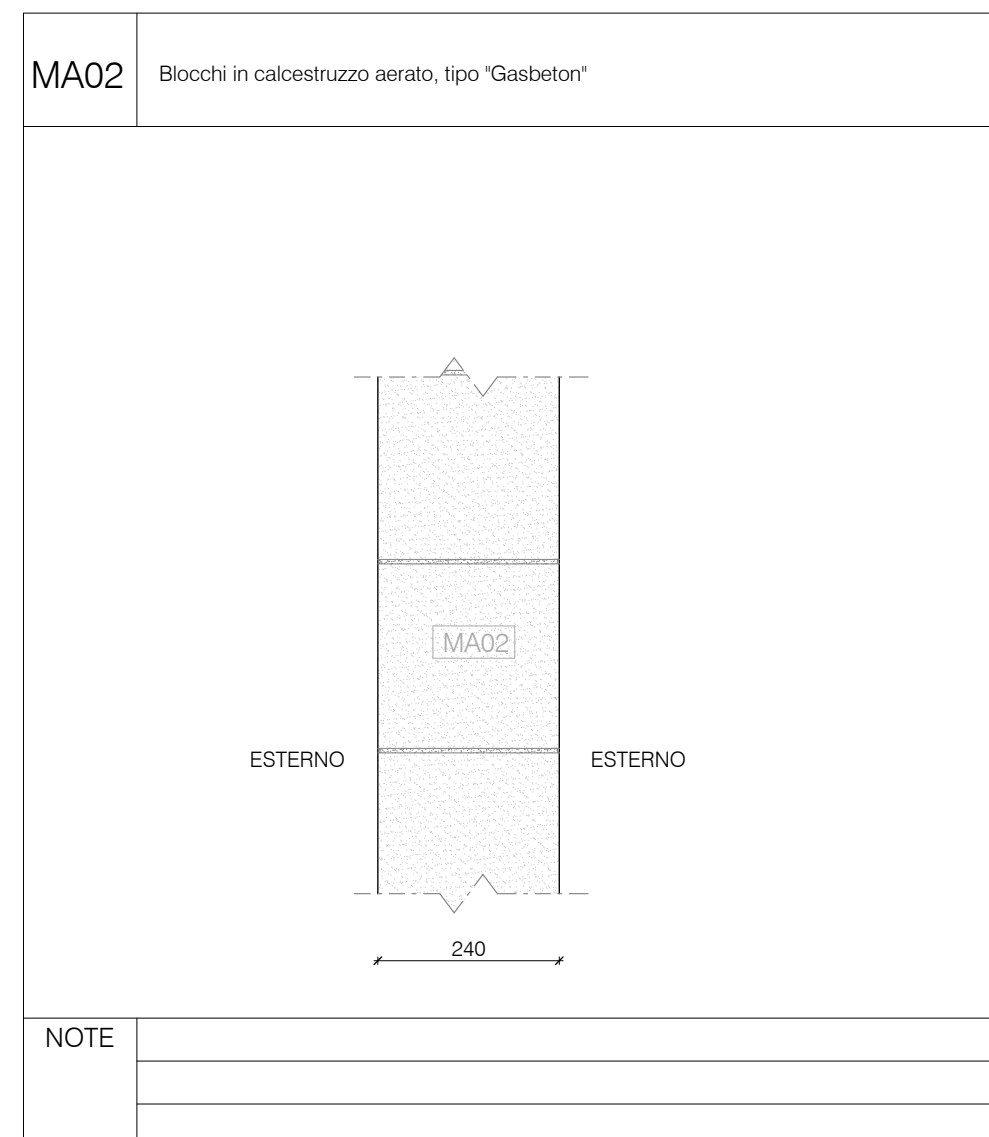 MA02
Blocchi in calcestruzzo aerato, tipo "Gasbeton"
MA02
ESTERNO
ESTERNO
240
NOTE